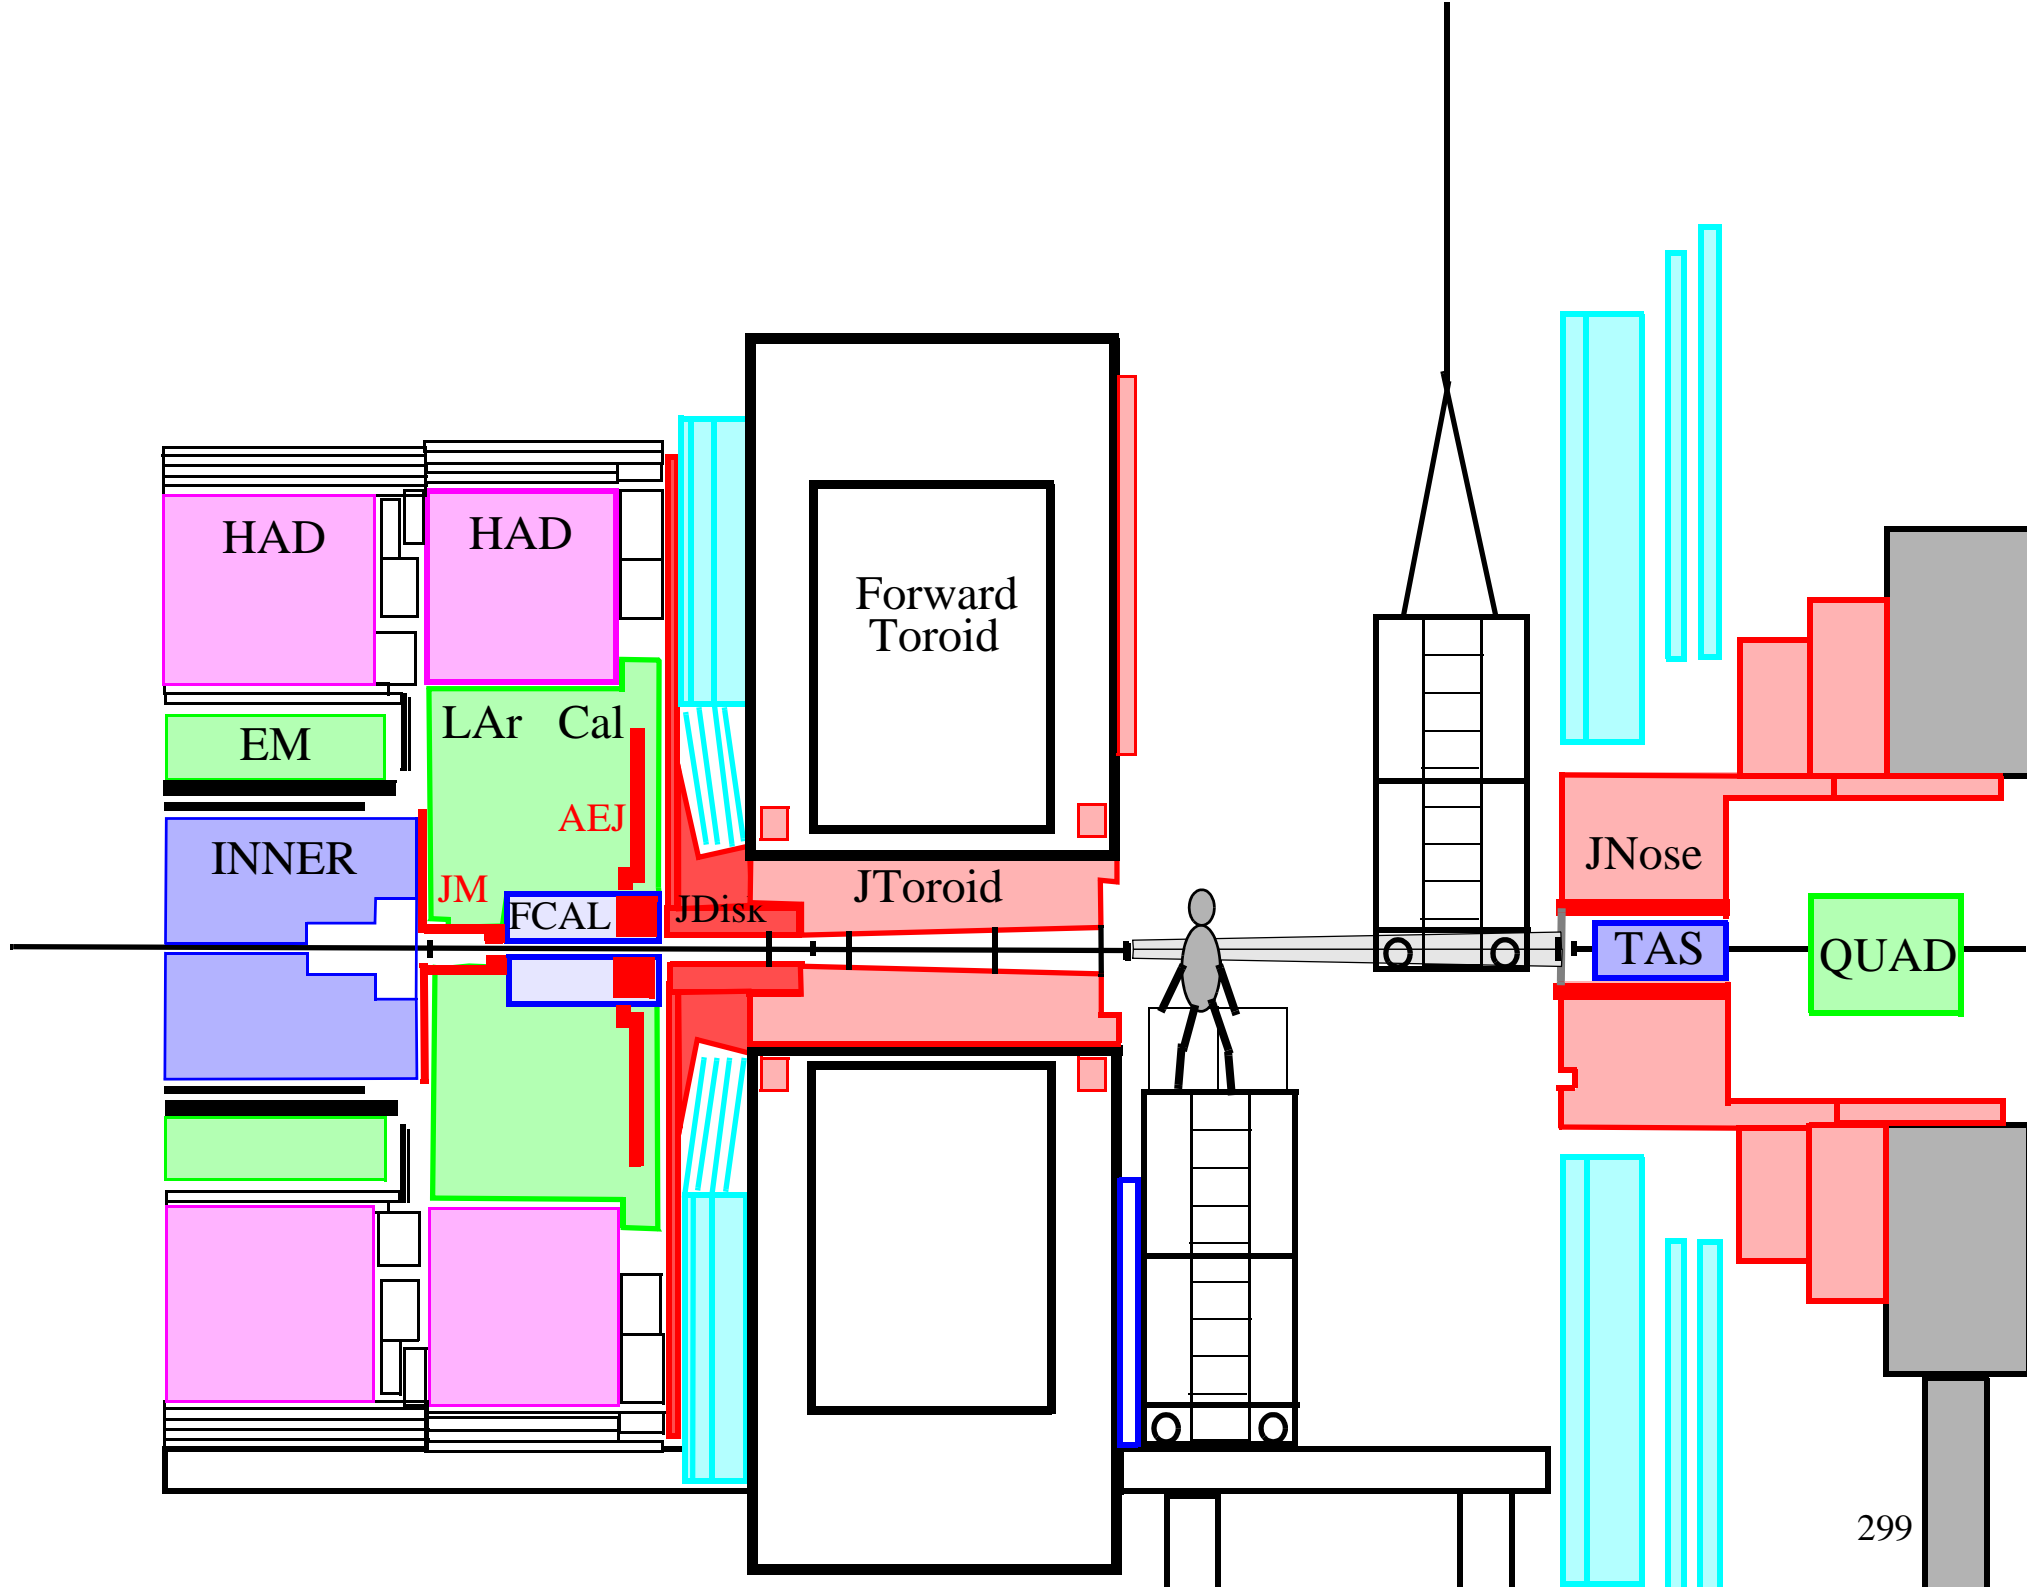 HAD
HAD
Forward
Toroid
LAr Cal
EM
AEJ
INNER
JM
FCAL
JDisk
JToroid
JNose
TAS
QUAD
299